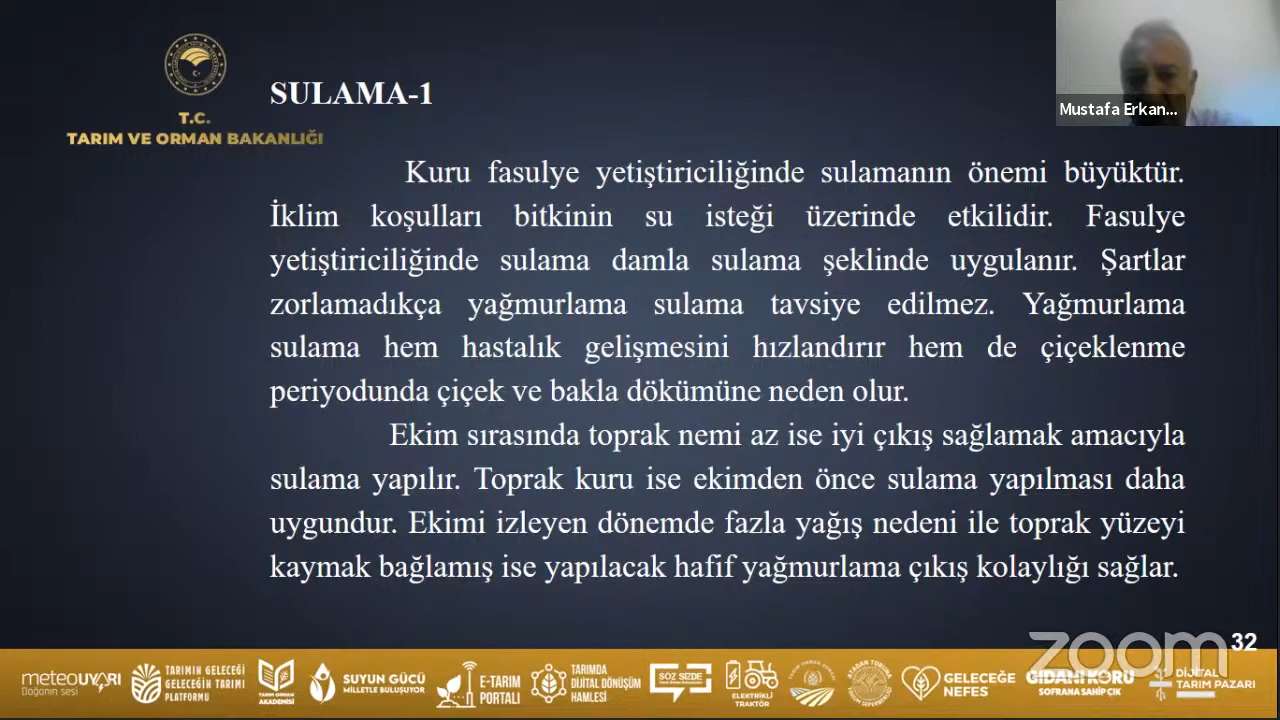 T.C.
TARIM VE ORMAN BAKANLIĞI
SULAMA-1
Mustafa Erkan...
Kuru fasulye yetiştiriciliğinde sulamanın önemi büyüktür.
İklim koşulları bitkinin su isteği üzerinde etkilidir. Fasulye
yetiştiriciliğinde sulama damla sulama şeklinde uygulanır. Şartlar
zorlamadıkça yağmurlama sulama tavsiye edilmez. Yağmurlama
sulama hem hastalık gelişmesini hızlandırır hem de çiçeklenme
periyodunda çiçek ve bakla dökümüne neden olur.
Ekim sırasında toprak nemi az ise iyi çıkış sağlamak amacıyla
sulama yapılır. Toprak kuru ise ekimden önce sulama yapılması daha
uygundur. Ekimi izleyen dönemde fazla yağış nedeni ile toprak yüzeyi
kaymak bağlamış ise yapılacak hafif yağmurlama çıkış kolaylığı sağlar.
zoom
32
meteouyarı
Doğanın sesi
TARIMIN GELECEĞİ
GELECEĞİN TARIMI
PLATFORMU
TARIM ORMAN
AKADEMİSİ
SUYUN GÜCÜ
MİLLETLE BULUŞUYOR
E-TARIM
PORTALI
TARIMDA
DİJİTAL DÖNÜŞÜM
HAMLESİ
SÖZ SİZDE
ELEKTRİKLİ
TRAKTÖR
GELECEĞE
NEFES
GIDANI KORU
SOFRANA SAHİP ÇIK
DİJİTAL
TARIM PAZARI